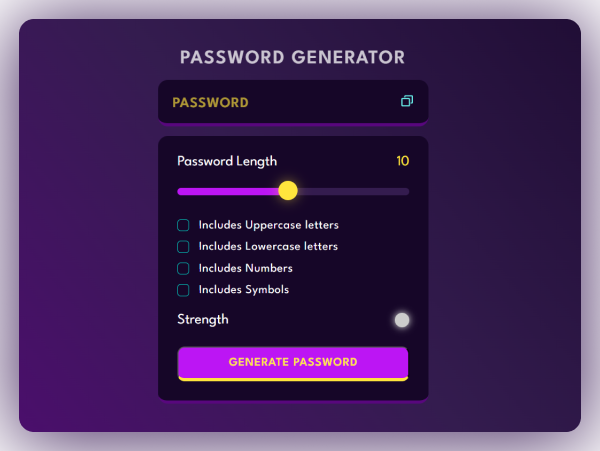 PASSWORD GENERATOR
PASSWORD
Password Length 10
Includes Uppercase letters
Includes Lowercase letters
Includes Numbers
Includes Symbols
Strength
GENERATE PASSWORD